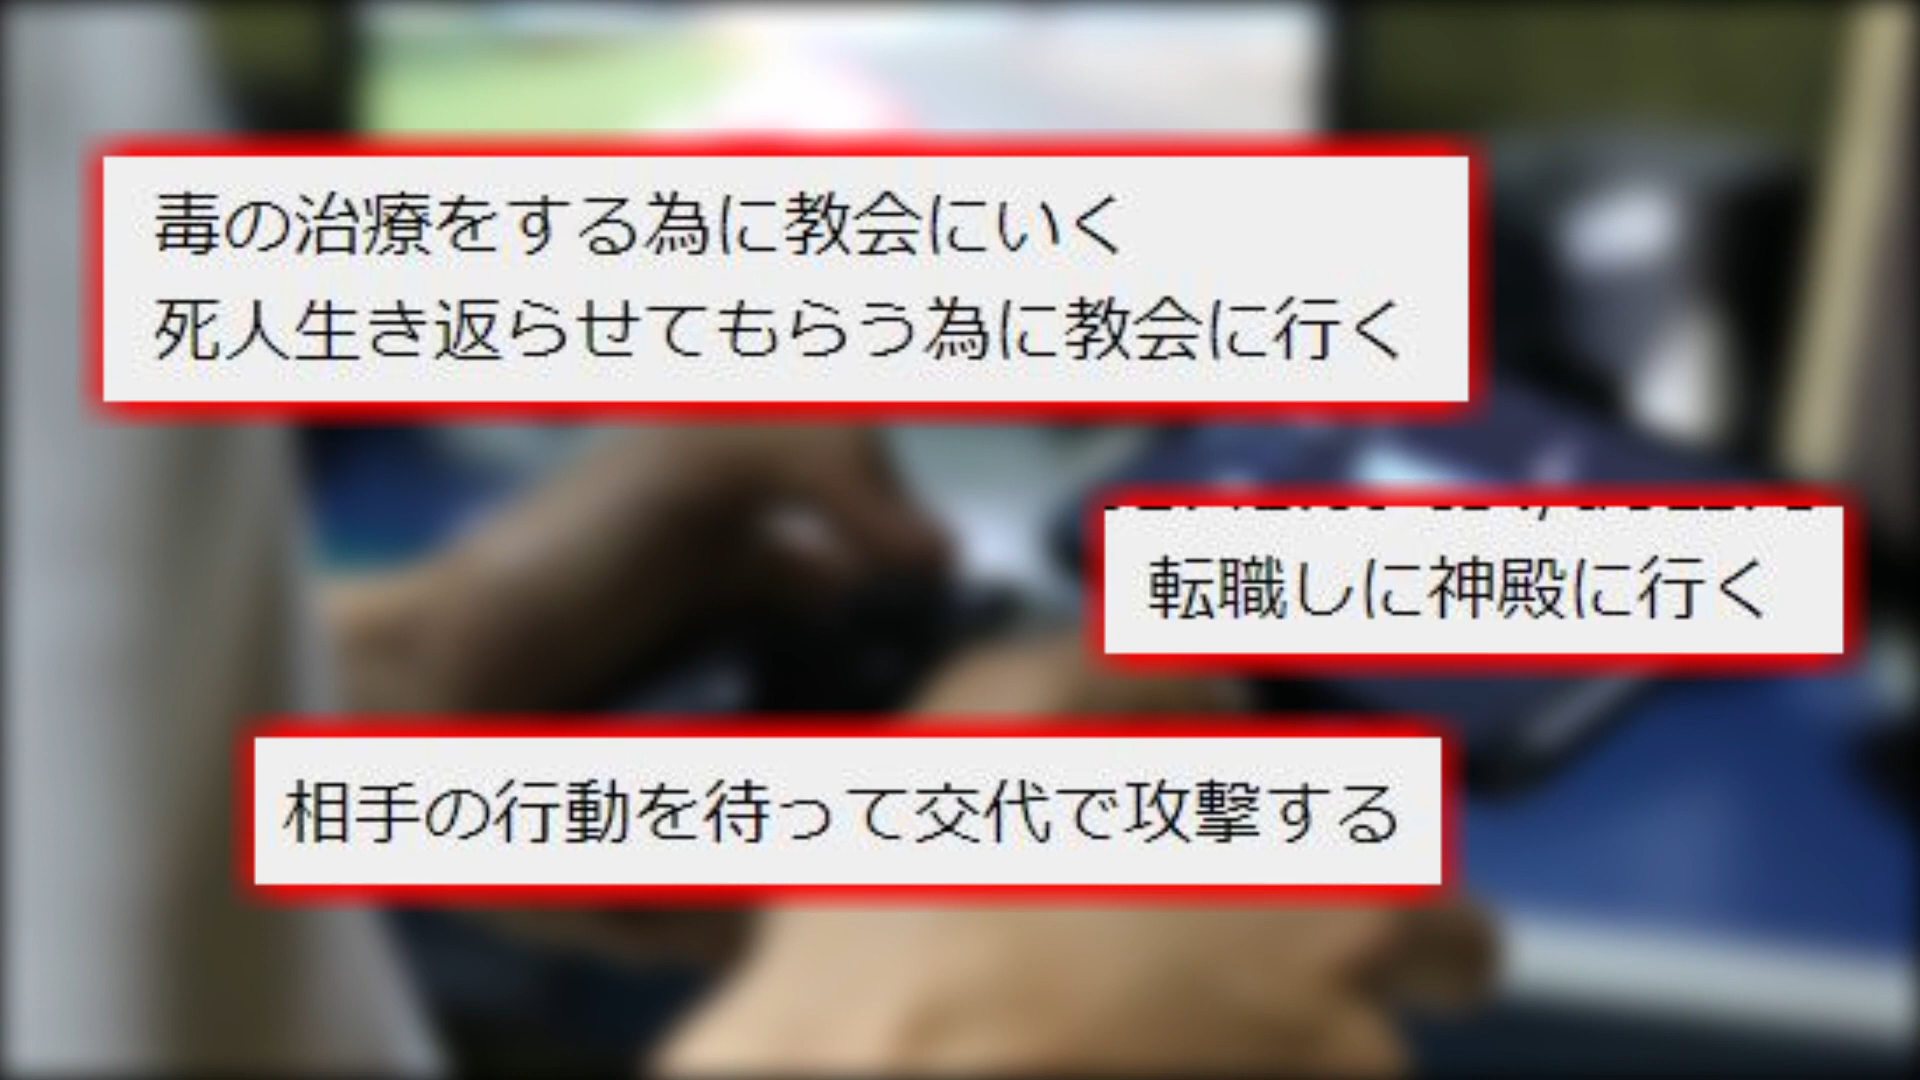 毒の治療をする為に教会にいく
死人生き返らせてもらう為に教会に行く
転職しに神殿に行く
相手の行動を待って交代で攻撃する